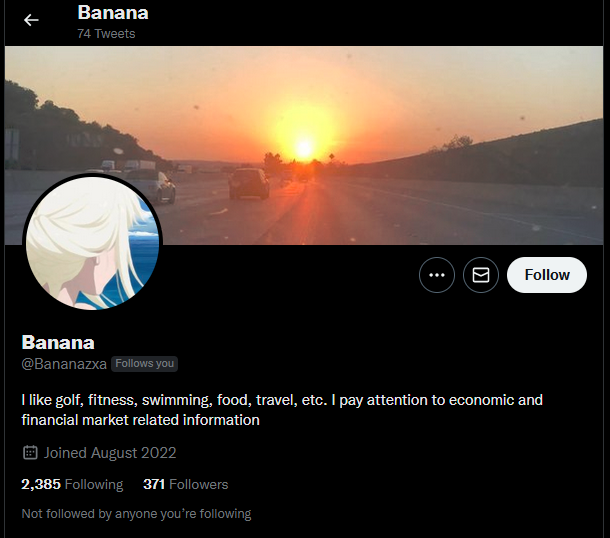 Banana
74 Tweets
Follow
Banana
@Bananazxa Follows you
I like golf, fitness, swimming, food, travel, etc. I pay attention to economic and
financial market related information
Joined August 2022
2,385 Following 371 Followers
Not followed by anyone you're following